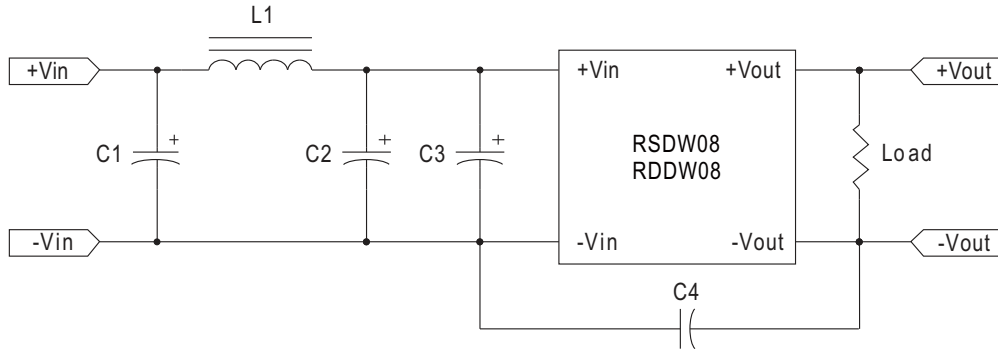 L1
+Vin
+Vin
+Vout
+Vout
C1
C2
C3
RSDW08
RDDW08
Load
-Vin
-Vin
-Vout
-Vout
C4
+
+
+